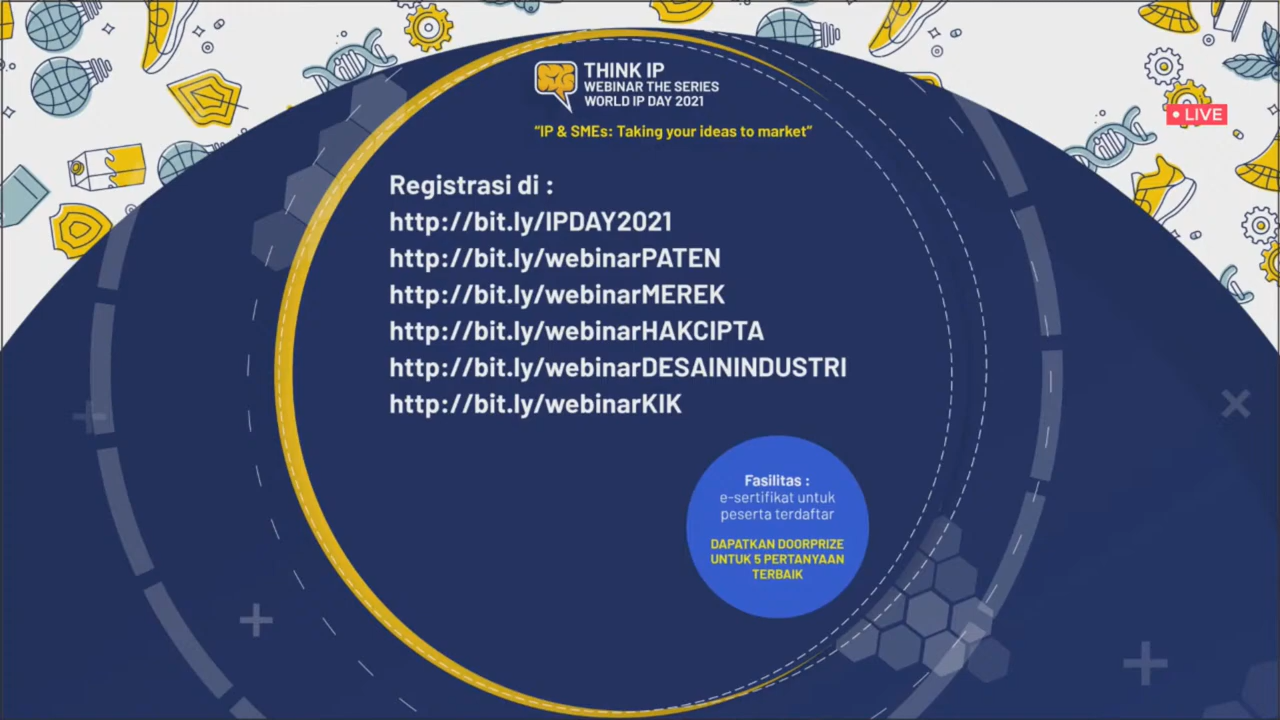 THINK IP
WEBINAR THE SERIES
WORLD IP DAY 2021
“IP & SMEs: Taking your ideas to market”
• LIVE
Registrasi di :
http://bit.ly/IPDAY2021
http://bit.ly/webinarPATEN
http://bit.ly/webinarMEREK
http://bit.ly/webinarHAKCIPTA
http://bit.ly/webinarDESAININDUSTRI
http://bit.ly/webinarKIK
Fasilitas :
e-sertifikat untuk
peserta terdaftar
DAPATKAN DOORPRIZE
UNTUK 5 PERTANYAAN
TERBAIK